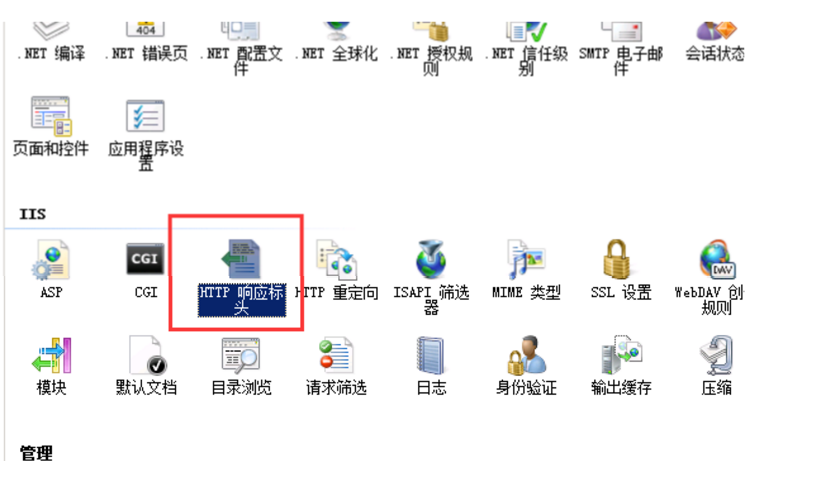 404
.NET 编译 .NET 错误页 .NET 配置文 .NET 全球化 .NET 授权规 .NET 信任级 SMTP 电子邮 会话状态
件 则 别 件
页面和控件 应用程序设
置
IIS
CGI
DAV
ASP CGI HTTP 响应标 HTTP 重定向 ISAPI 筛选 MIME 类型 SSL 设置 WebDAV 创
头 器 规则
模块 默认文档 目录浏览 请求筛选 日志 身份验证 输出缓存 压缩
管理